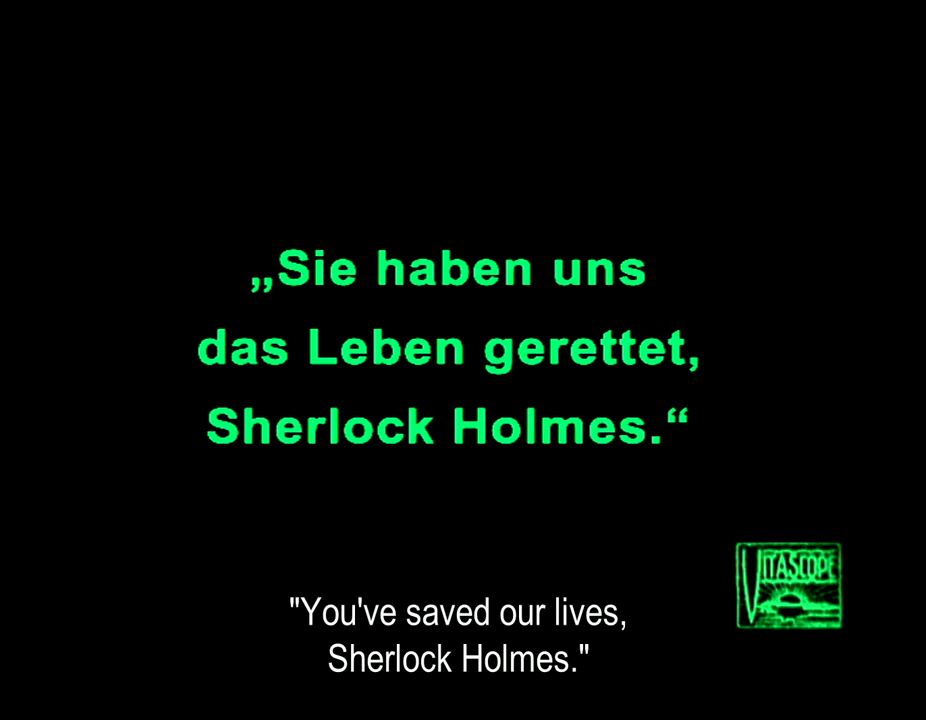 „Sie haben uns
das Leben gerettet,
Sherlock Holmes.“
VITASCOPE
"You've saved our lives,
Sherlock Holmes."